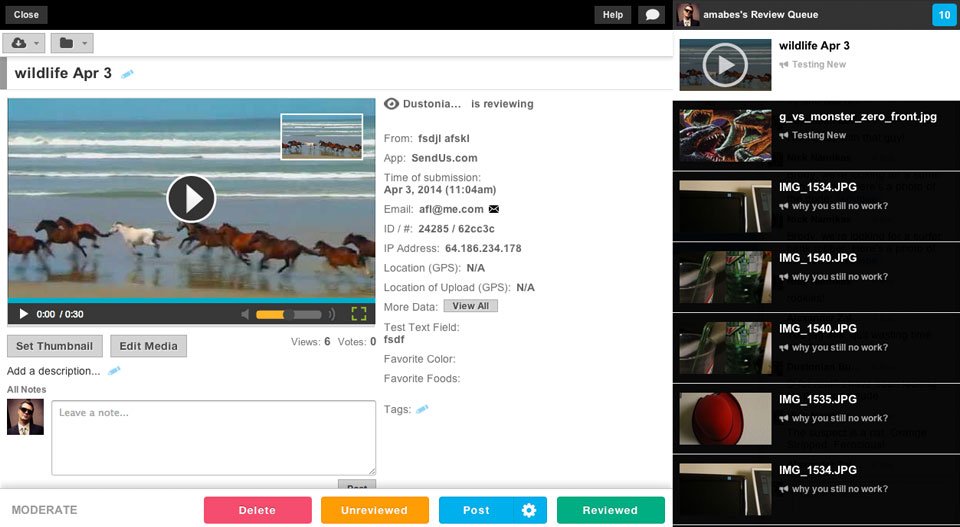 Close
Help
wildlife Apr 3
Dustonia... is reviewing
From: fsdjl afskl
App: SendUs.com
Time of submission:
Apr 3, 2014 (11:04am)
Email: afl@me.com
ID / #: 24285 / 62cc3c
IP Address: 64.186.234.178
Location (GPS): N/A
Location of Upload (GPS): N/A
More Data: View All
Test Text Field:
fsdf
Favorite Color:
Favorite Foods:
Tags:
0:00 / 0:30
Set Thumbnail
Edit Media
Views: 6 Votes: 0
Add a description...
All Notes
Leave a note...
Post
MODERATE
Delete
Unreviewed
Post
Reviewed
amabes's Review Queue
10
wildlife Apr 3
Testing New
g_vs_monster_zero_front.jpg
Testing New
IMG_1534.JPG
why you still no work?
IMG_1540.JPG
why you still no work?
IMG_1540.JPG
why you still no work?
IMG_1535.JPG
why you still no work?
IMG_1534.JPG
why you still no work?